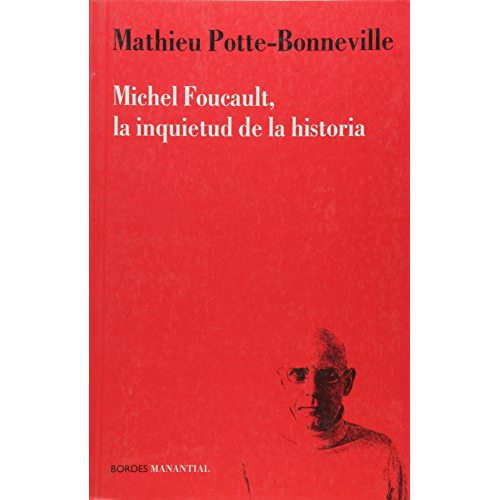 Mathieu Potte-Bonneville
Michel Foucault,
la inquietud de la historia
BORDES MANANTIAL